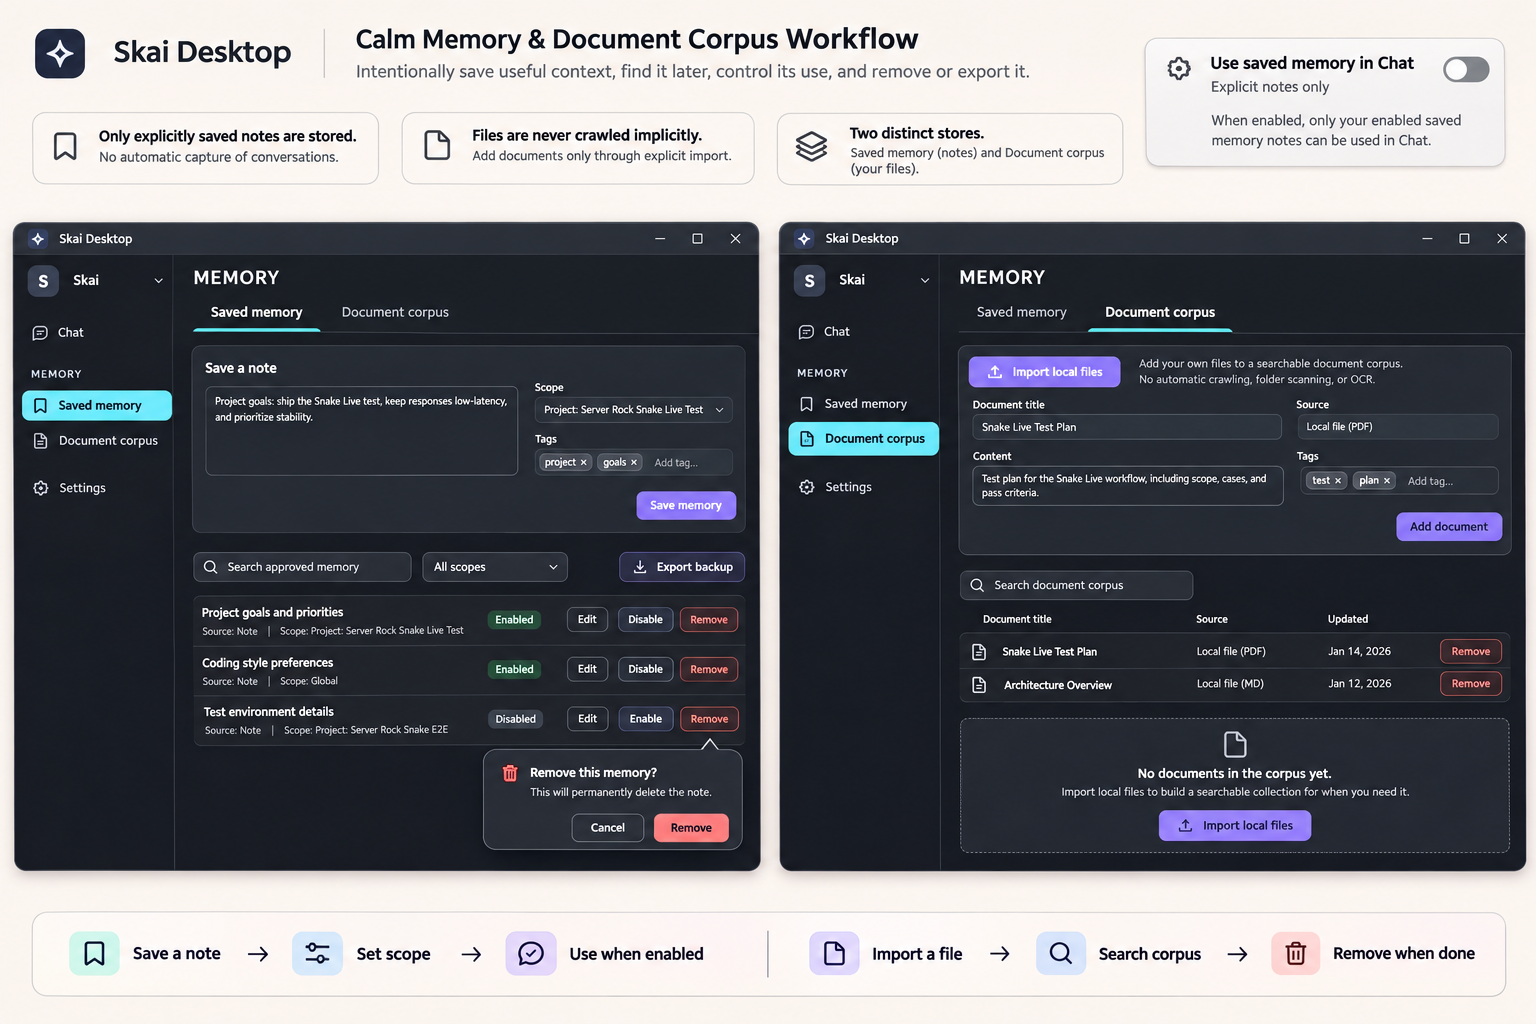 Skai Desktop
Calm Memory & Document Corpus Workflow
Intentionally save useful context, find it later, control its use, and remove or export it.
Use saved memory in Chat
Explicit notes only
When enabled, only your enabled saved
memory notes can be used in Chat.
Only explicitly saved notes are stored.
No automatic capture of conversations.
Files are never crawled implicitly.
Add documents only through explicit import.
Two distinct stores.
Saved memory (notes) and Document corpus
(your files).
Skai Desktop
S
Skai
Chat
MEMORY
Saved memory
Document corpus
Settings
MEMORY
Saved memory
Document corpus
Save a note
Project goals: ship the Snake Live test, keep responses low-latency,
and prioritize stability.
Scope
Project: Server Rock Snake Live Test
Tags
project ×
goals ×
Add tag...
Save memory
Search approved memory
All scopes
Export backup
Project goals and priorities
Source: Note | Scope: Project: Server Rock Snake Live Test
Enabled
Edit
Disable
Remove
Coding style preferences
Source: Note | Scope: Global
Enabled
Edit
Disable
Remove
Test environment details
Source: Note | Scope: Project: Server Rock Snake E2E
Disabled
Edit
Enable
Remove
Remove this memory?
This will permanently delete the note.
Cancel
Remove
Skai Desktop
S
Skai
Chat
MEMORY
Saved memory
Document corpus
Settings
MEMORY
Saved memory
Document corpus
Import local files
Add your own files to a searchable document corpus.
No automatic crawling, folder scanning, or OCR.
Document title
Snake Live Test Plan
Source
Local file (PDF)
Content
Test plan for the Snake Live workflow, including scope, cases, and
pass criteria.
Tags
test ×
plan ×
Add tag...
Add document
Search document corpus
Document title
Source
Updated
Snake Live Test Plan
Local file (PDF)
Jan 14, 2026
Remove
Architecture Overview
Local file (MD)
Jan 12, 2026
Remove
No documents in the corpus yet.
Import local files to build a searchable collection for when you need it.
Import local files
Save a note
Set scope
Use when enabled
Import a file
Search corpus
Remove when done